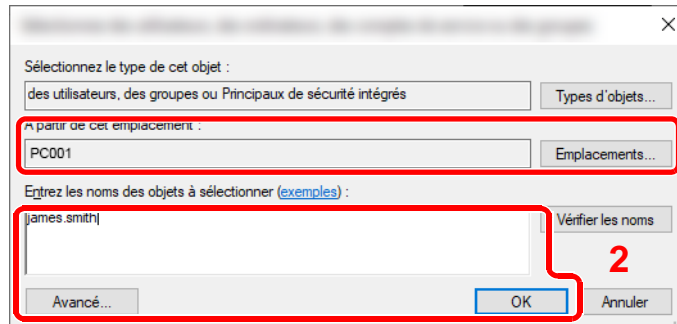 Sélectionnez le type de cet objet :
des utilisateurs, des groupes ou Principaux de sécurité intégrés
Types d'objets...
À partir de cet emplacement :
PC001
Emplacements...
Entrez les noms des objets à sélectionner (exemples) :
james.smith
Vérifier les noms
2
Avancé...
OK
Annuler